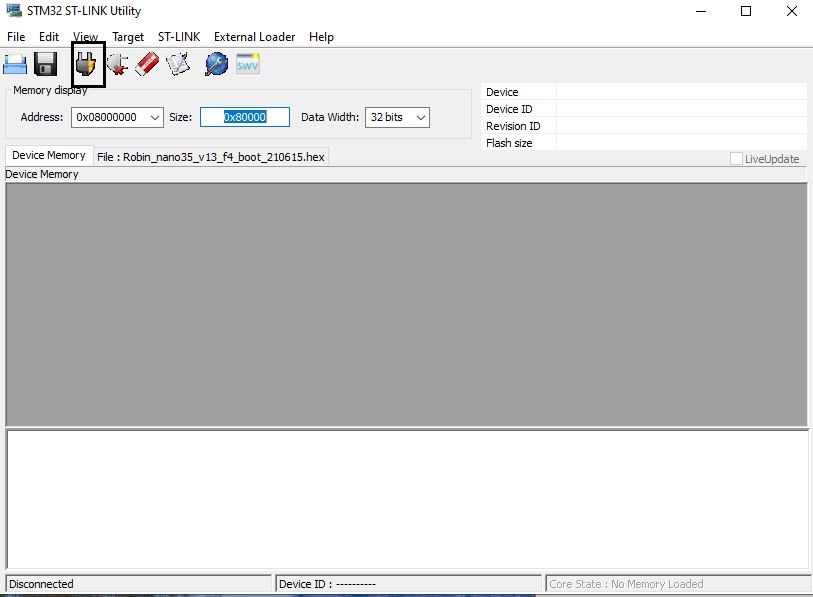 STM32 ST-LINK Utility
File Edit View Target ST-LINK External Loader Help
SWV
Memory display
Address: 0x08000000 Size: 0x80000 Data Width: 32 bits
Device
Device ID
Revision ID
Flash size
Device Memory File : Robin_nano35_v13_f4_boot_210615.hex
LiveUpdate
Device Memory
Disconnected Device ID : ---------- Core State : No Memory Loaded